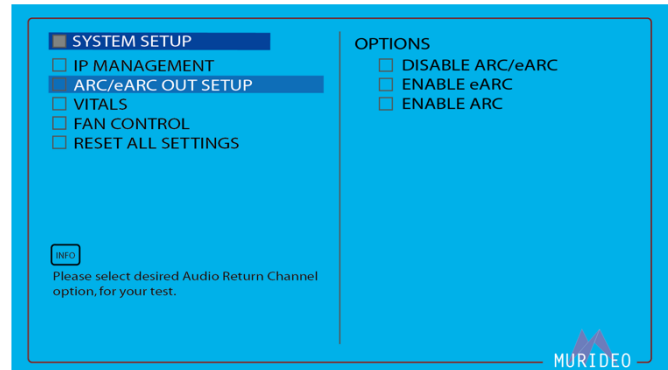 SYSTEM SETUP
IP MANAGEMENT
ARC/eARC OUT SETUP
VITALS
FAN CONTROL
RESET ALL SETTINGS
INFO
Please select desired Audio Return Channel
option, for your test.
OPTIONS
DISABLE ARC/eARC
ENABLE eARC
ENABLE ARC
MURIDEO